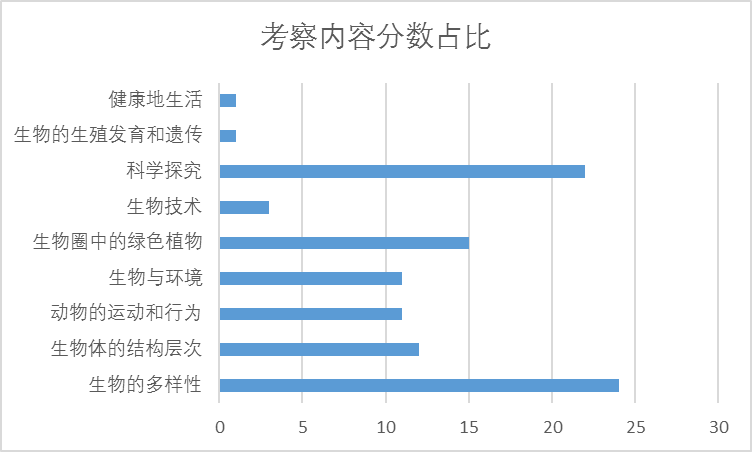 考察内容分数占比
健康地生活
生物的生殖发育和遗传
科学探究
生物技术
生物圈中的绿色植物
生物与环境
动物的运动和行为
生物体的结构层次
生物的多样性
0 5 10 15 20 25 30